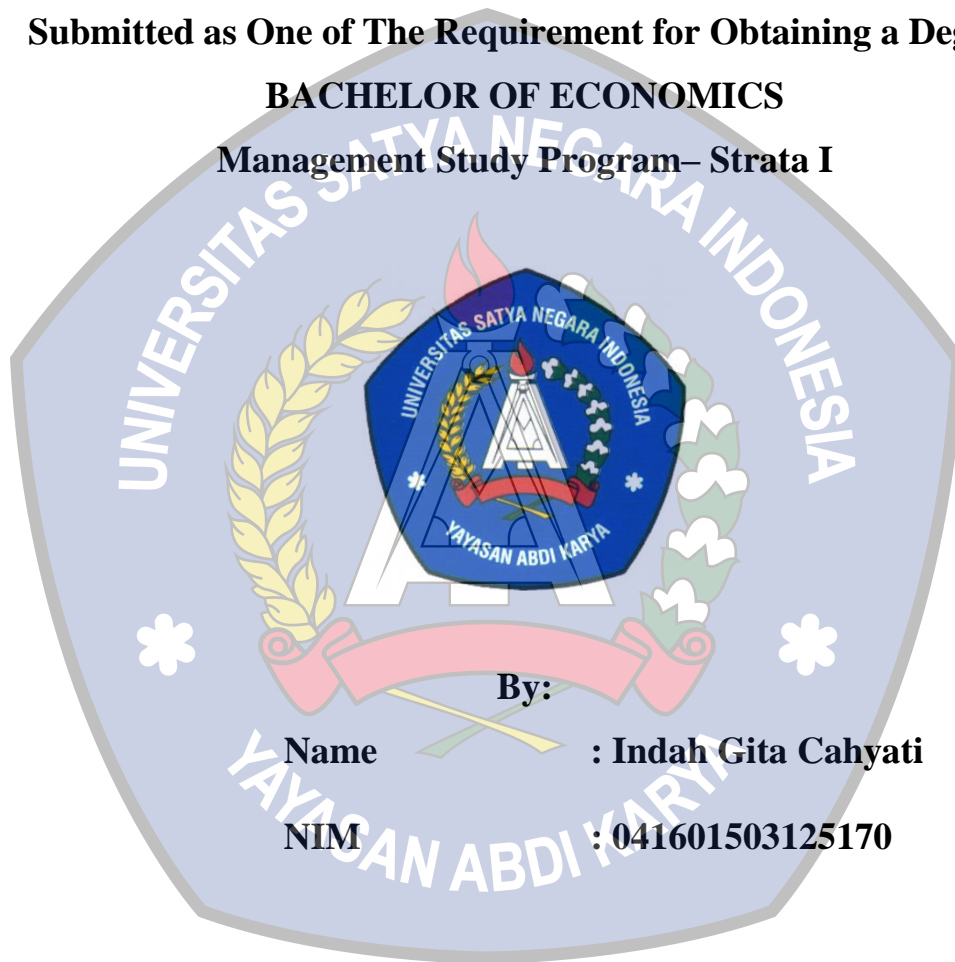 Submitted as One of The Requirement for Obtaining a Deg
BACHELOR OF ECONOMICS
Management Study Program– Strata I
UNIVERSITAS SATYA NEGARA INDONESIA
YAYASAN ABDI KARYA
UNIVERSITAS SATYA NEGARA INDONESIA
YAYASAN ABDI KARYA
By:
Name : Indah Gita Cahyati
NIM : 041601503125170